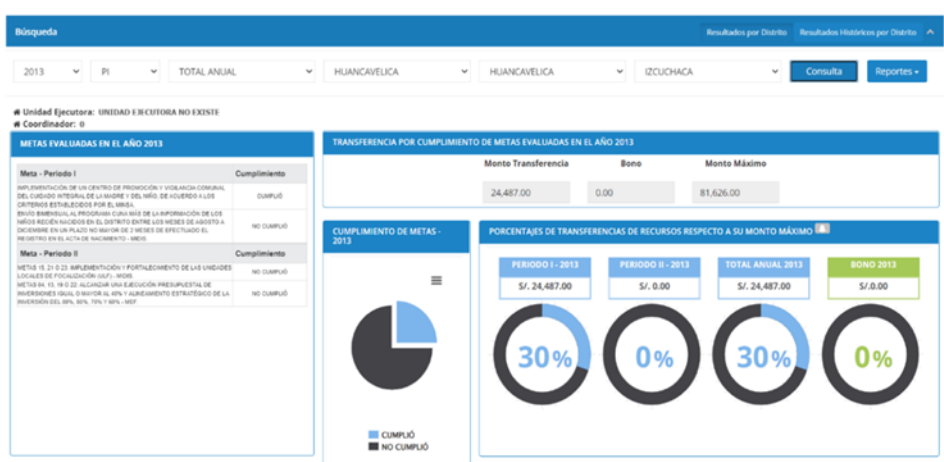 Búsqueda
Resultados por Distrito
Resultados Históricos por Distrito
2013
PI
TOTAL ANUAL
HUANCAVELICA
HUANCAVELICA
IZCUCHACA
Consulta
Reportes
Unidad Ejecutora: UNIDAD EJECUTORA NO EXISTE
Coordinador: 0
METAS EVALUADAS EN EL AÑO 2013
Meta - Periodo I
Cumplimiento
IMPLEMENTACIÓN DE UN CENTRO DE PROMOCIÓN Y VIGILANCIA COMUNAL
DEL CUIDADO INTEGRAL DE LA MADRE Y DEL NIÑO, DE ACUERDO A LOS
CRITERIOS ESTABLECIDOS POR EL MINSA.
CUMPLIÓ
ENVÍO BIMENSUAL AL PROGRAMA CUNA MÁS DE LA INFORMACIÓN DE LOS
NIÑOS RECIÉN NACIDOS EN EL DISTRITO ENTRE LOS MESES DE AGOSTO A
DICIEMBRE EN UN PLAZO NO MAYOR DE 2 MESES DE EFECTUADO EL
REGISTRO EN EL ACTA DE NACIMIENTO - MIDIS.
NO CUMPLIÓ
Meta - Periodo II
Cumplimiento
METAS 15, 21 O 23: IMPLEMENTACIÓN Y FORTALECIMIENTO DE LAS UNIDADES
LOCALES DE FOCALIZACIÓN (ULF) - MIDIS.
NO CUMPLIÓ
METAS 04, 13, 18 O 22: ALCANZAR UNA EJECUCIÓN PRESUPUESTAL DE
INVERSIONES IGUAL O MAYOR AL 40% Y ALINEAMIENTO ESTRATÉGICO DE LA
INVERSIÓN DEL
- MEF
NO CUMPLIÓ
TRANSFERENCIA POR CUMPLIMIENTO DE METAS EVALUADAS EN EL AÑO 2013
Monto Transferencia
Bono
Monto Máximo
24,487.00
0.00
81,626.00
CUMPLIMIENTO DE METAS -
2013
CUMPLIÓ
NO CUMPLIÓ
PORCENTAJES DE TRANSFERENCIAS DE RECURSOS RESPECTO A SU MONTO MÁXIMO
PERIODO I - 2013
PERIODO II - 2013
TOTAL ANUAL 2013
BONO 2013
S/. 24,487.00
S/. 0.00
S/. 24,487.00
S/.0.00
30%
0%
30%
0%